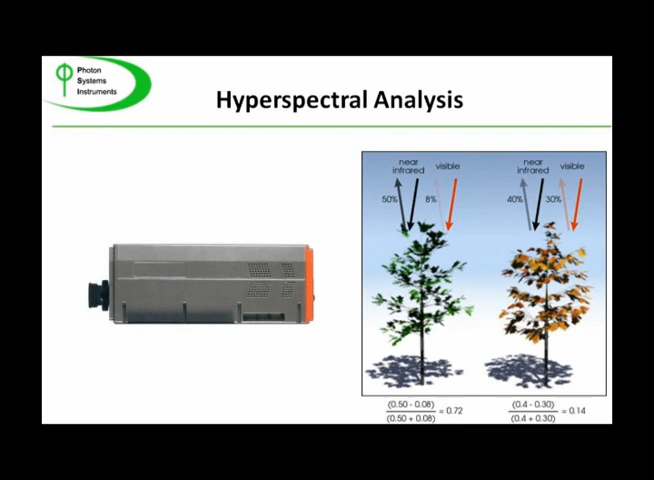 Photon
Systems
Instruments
Hyperspectral Analysis
near
infrared
visible
near
infrared
visible
50%
8%
40%
30%
(0.50 - 0.08)
(0.50 + 0.08)
= 0.72
(0.4 - 0.30)
(0.4 + 0.30)
= 0.14